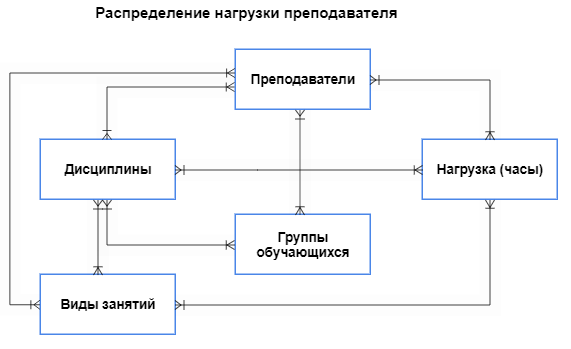 Распределение нагрузки преподавателя
Преподаватели
Дисциплины
Нагрузка (часы)
Группы
обучающихся
Виды занятий